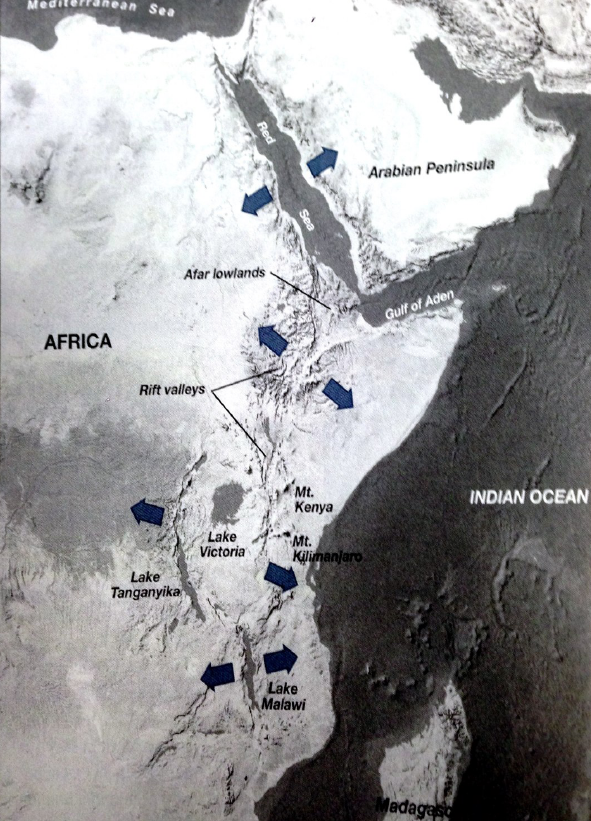 Mediterranean Sea
Red
Sea
Arabian Peninsula
Afar lowlands
Gulf of Aden
AFRICA
Rift valleys
Mt.
Kenya
INDIAN OCEAN
Lake
Victoria
Mt.
Kilimanjaro
Lake
Tanganyika
Lake
Malawi
Madagasc